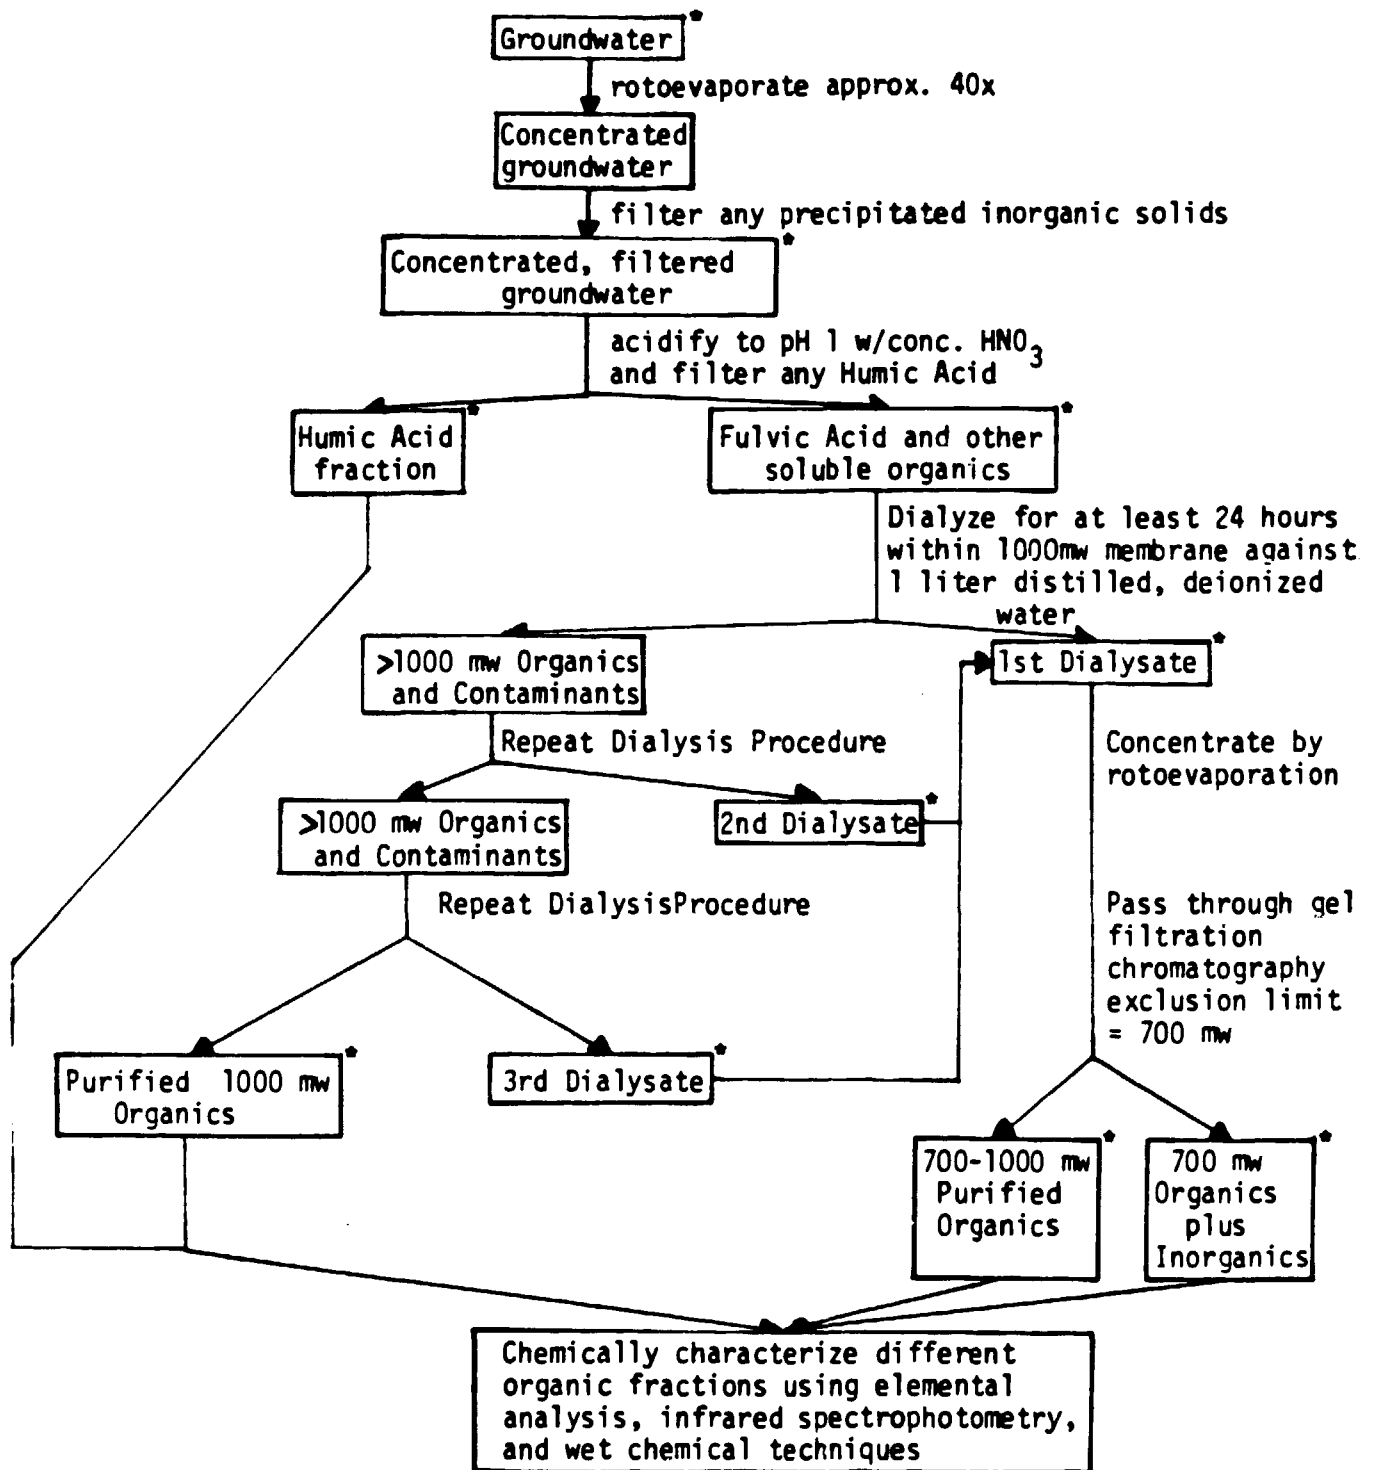 Groundwater*
rotoevaporate approx. 40x
Concentrated
groundwater
filter any precipitated inorganic solids
Concentrated, filtered*
groundwater
acidify to pH 1 w/conc. HNO3
and filter any Humic Acid
Humic Acid*
fraction
Fulvic Acid and other*
soluble organics
Dialyze for at least 24 hours
within 1000mw membrane against
1 liter distilled, deionized
water
>1000 mw Organics
and Contaminants
1st Dialysate*
Repeat Dialysis Procedure
Concentrate by
rotoevaporation
>1000 mw Organics
and Contaminants
2nd Dialysate*
Repeat DialysisProcedure
Pass through gel
filtration
chromatography
exclusion limit
= 700 mw
Purified 1000 mw*
Organics
3rd Dialysate*
700-1000 mw*
Purified
Organics
700 mw*
Organics
plus
Inorganics
Chemically characterize different
organic fractions using elemental
analysis, infrared spectrophotometry,
and wet chemical techniques